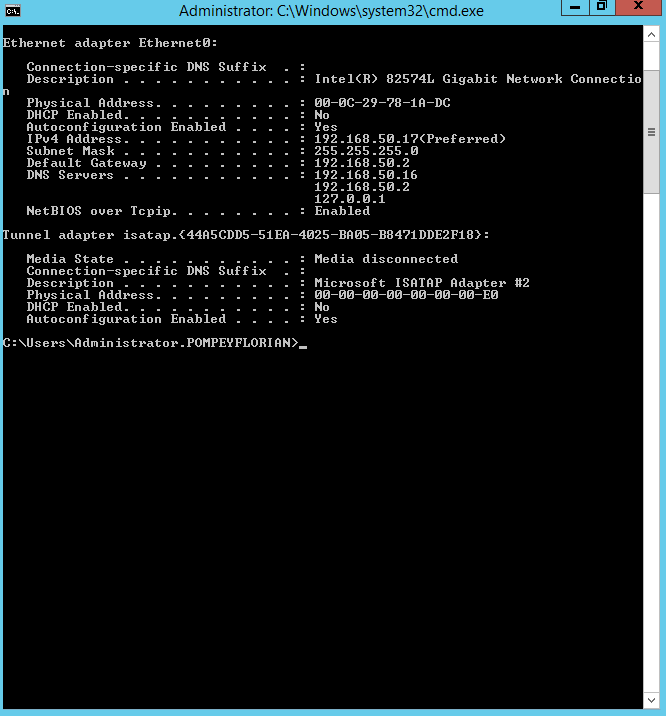 Administrator: C:\Windows\system32\cmd.exe
Ethernet adapter Ethernet0:
Connection-specific DNS Suffix  . :
Description . . . . . . . . . . . : Intel(R) 82574L Gigabit Network Connectio
n
Physical Address. . . . . . . . . : 00-0C-29-78-1A-DC
DHCP Enabled. . . . . . . . . . . : No
Autoconfiguration Enabled . . . . : Yes
IPv4 Address. . . . . . . . . . . : 192.168.50.17(Preferred)
Subnet Mask . . . . . . . . . . . : 255.255.255.0
Default Gateway . . . . . . . . . : 192.168.50.2
DNS Servers . . . . . . . . . . . : 192.168.50.16
192.168.50.2
127.0.0.1
NetBIOS over Tcpip. . . . . . . . : Enabled
Tunnel adapter isatap.{44A5CDD5-51EA-4025-BA05-B8471DDE2F18}:
Media State . . . . . . . . . . . : Media disconnected
Connection-specific DNS Suffix  . :
Description . . . . . . . . . . . : Microsoft ISATAP Adapter #2
Physical Address. . . . . . . . . : 00-00-00-00-00-00-00-E0
DHCP Enabled. . . . . . . . . . . : No
Autoconfiguration Enabled . . . . : Yes
C:\Users\Administrator.POMPEYFLORIAN>_